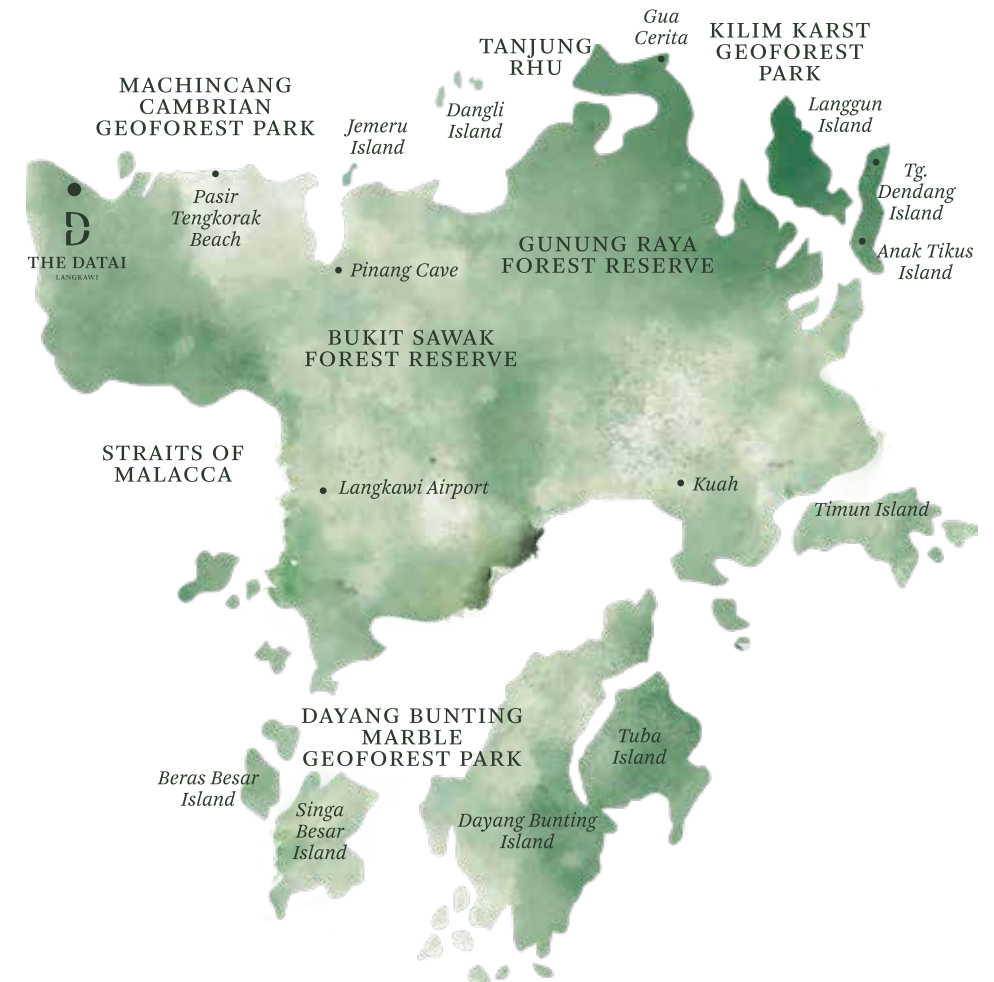 Gua
Cerita
TANJUNG
RHU
KILIM KARST
GEOFOREST
PARK
MACHINCANG
CAMBRIAN
GEOFOREST PARK
Dangli
Island
Langgun
Island
Jemeru
Island
Tg.
Dendang
Island
Pasir
Tengkorak
Beach
D
THE DATAI
LANGKAWI
GUNUNG RAYA
FOREST RESERVE
Anak Tikus
Island
Pinang Cave
BUKIT SAWAK
FOREST RESERVE
STRAITS OF
MALACCA
Langkawi Airport
Kuah
Timun Island
DAYANG BUNTING
MARBLE
GEOFOREST PARK
Tuba
Island
Beras Besar
Island
Singa
Besar
Island
Dayang Bunting
Island